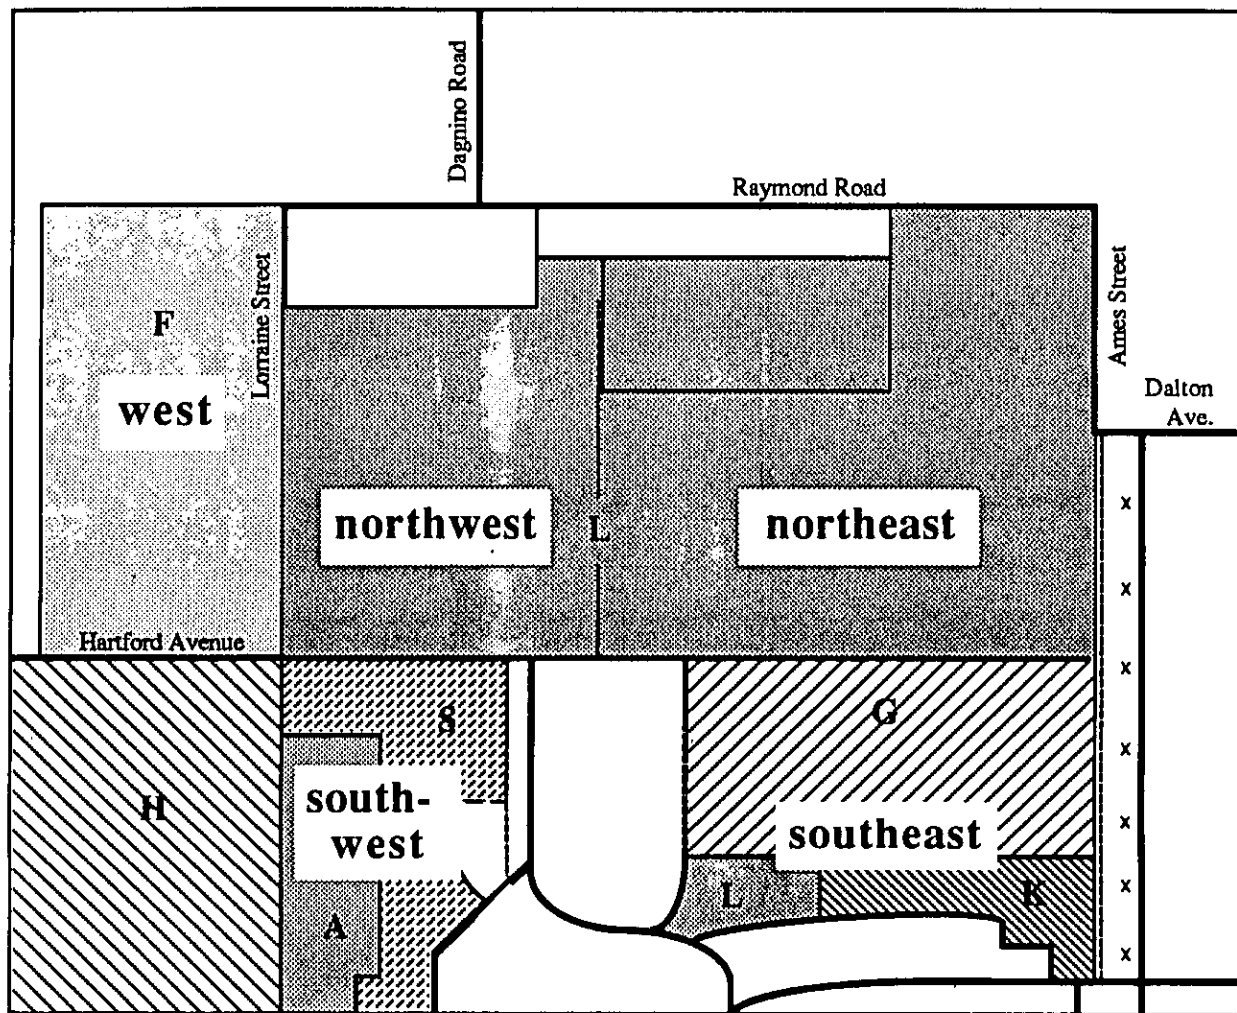 Dagnino Road
Raymond Road
Lorraine Street
Ames Street
F
west
Dalton
Ave.
northwest
L
northeast
x
x
Hartford Avenue
x
S
G
x
H
south-
west
southeast
x
A
L
K
x
x